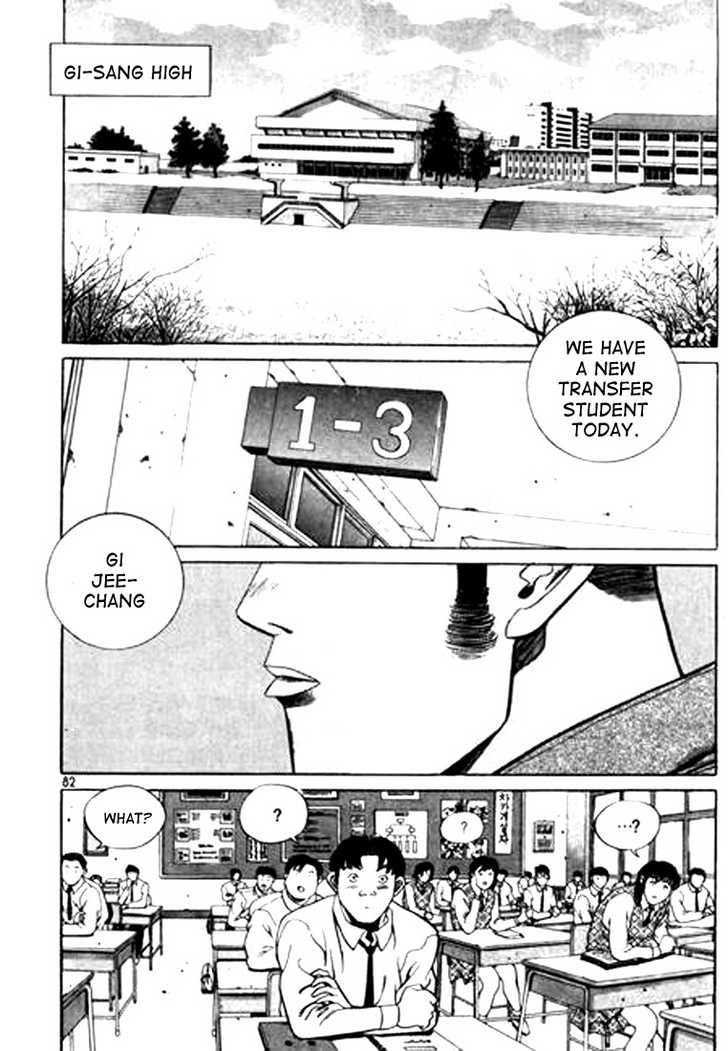 GI-SANG HIGH
WE HAVE
A NEW
TRANSFER
STUDENT
TODAY.
1-3
GI
JEE-
CHANG
82
WHAT?
?
?
...?